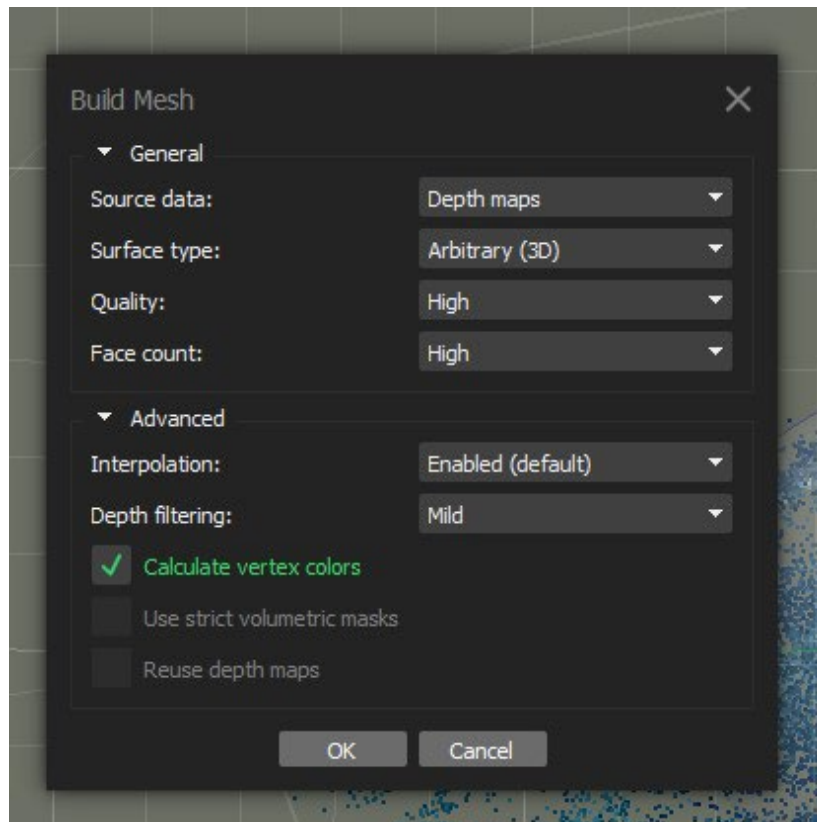 Build Mesh
General
Source data: Depth maps
Surface type: Arbitrary (3D)
Quality: High
Face count: High
Advanced
Interpolation: Enabled (default)
Depth filtering: Mild
Calculate vertex colors
Use strict volumetric masks
Reuse depth maps
OK Cancel